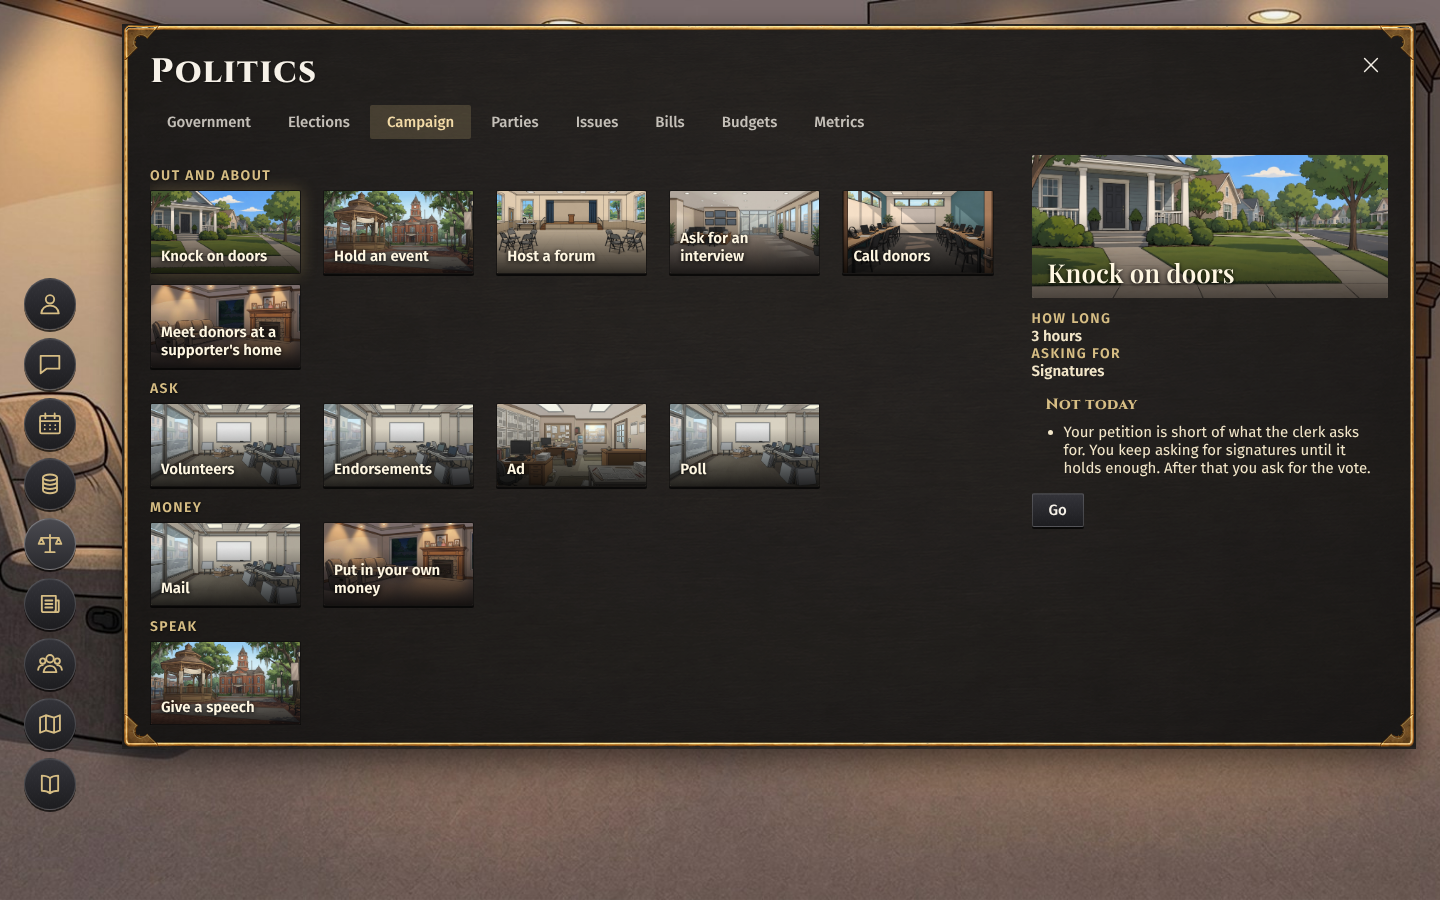 Politics
Government
Elections
Campaign
Parties
Issues
Bills
Budgets
Metrics
OUT AND ABOUT
Knock on doors
Hold an event
Host a forum
Ask for an
interview
Call donors
Meet donors at a
supporter's home
ASK
Volunteers
Endorsements
Ad
Poll
MONEY
Mail
Put in your own
money
SPEAK
Give a speech
Knock on doors
HOW LONG
3 hours
ASKING FOR
Signatures
Not today
• Your petition is short of what the clerk asks
for. You keep asking for signatures until it
holds enough. After that you ask for the vote.
Go